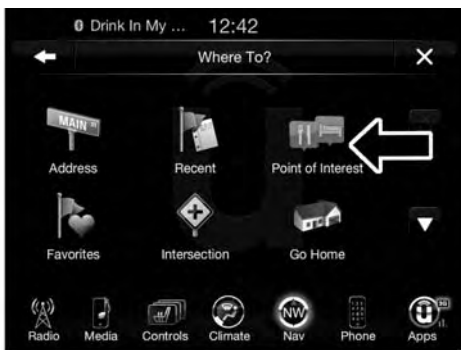 Drink In My ... 12:42
Where To?
MAIN ST
Address Recent Point of Interest
Favorites Intersection Go Home
NW
3G
Radio Media Controls Climate Nav Phone Apps